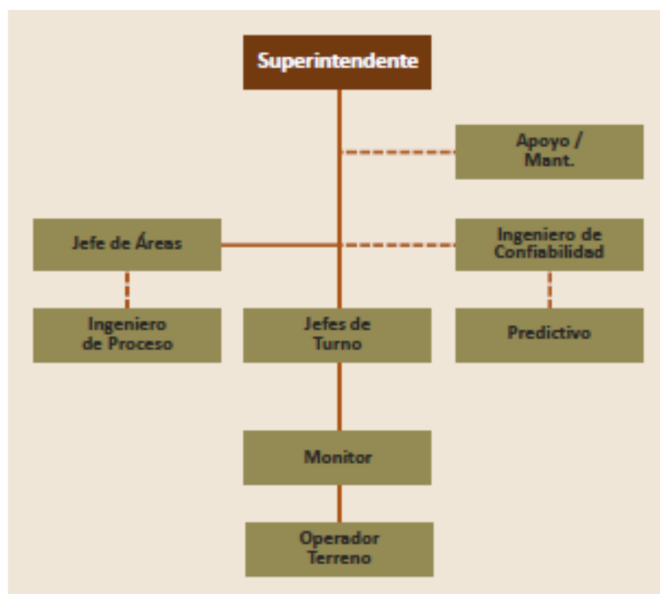 Superintendente
Apoyo /
Mant.
Jefe de Áreas
Ingeniero de
Confiabilidad
Ingeniero
de Proceso
Jefes de
Turno
Predictivo
Monitor
Operador
Terreno